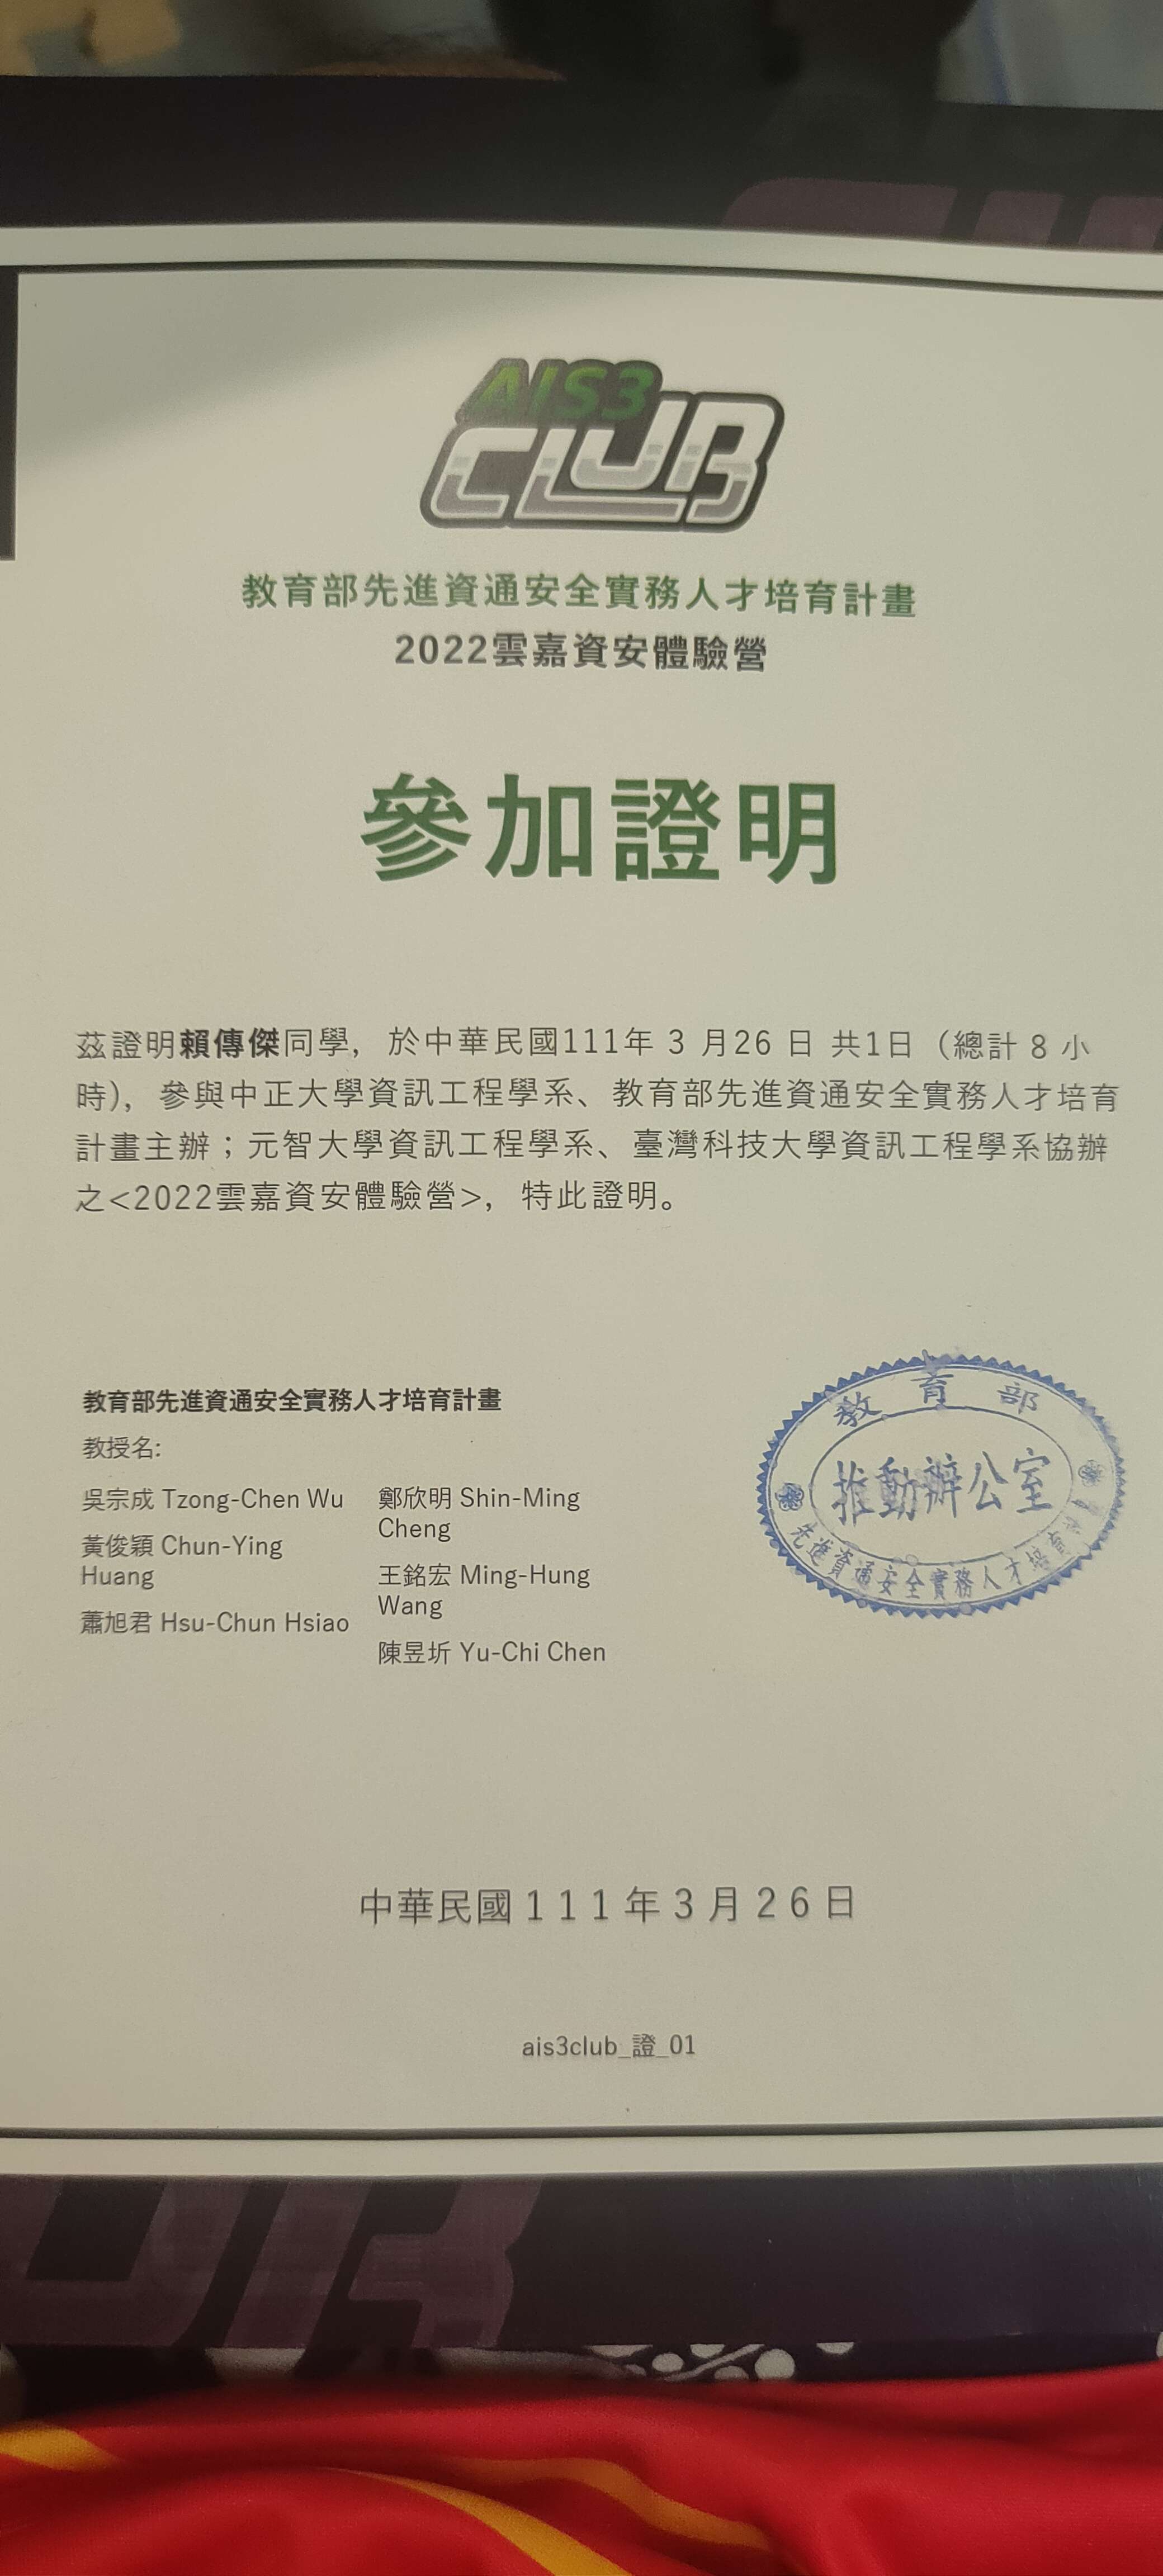 AIS3
CLUB
教育部先進資通安全實務人才培育計畫
2022雲嘉資安體驗營
參加證明
茲證明賴傳傑同學，於中華民國111年 3 月26 日 共1日（總計 8 小
時），參與中正大學資訊工程學系、教育部先進資通安全實務人才培育
計畫主辦；元智大學資訊工程學系、臺灣科技大學資訊工程學系協辦
之<2022雲嘉資安體驗營>，特此證明。
教育部先進資通安全實務人才培育計畫
教授名:
吳宗成 Tzong-Chen Wu
黃俊穎 Chun-Ying
Huang
蕭旭君 Hsu-Chun Hsiao
鄭欣明 Shin-Ming
Cheng
王銘宏 Ming-Hung
Wang
陳昱圻 Yu-Chi Chen
教育部
推動辦公室
先進資通安全實務人才培育
中華民國111年3月26日
ais3club_證_01